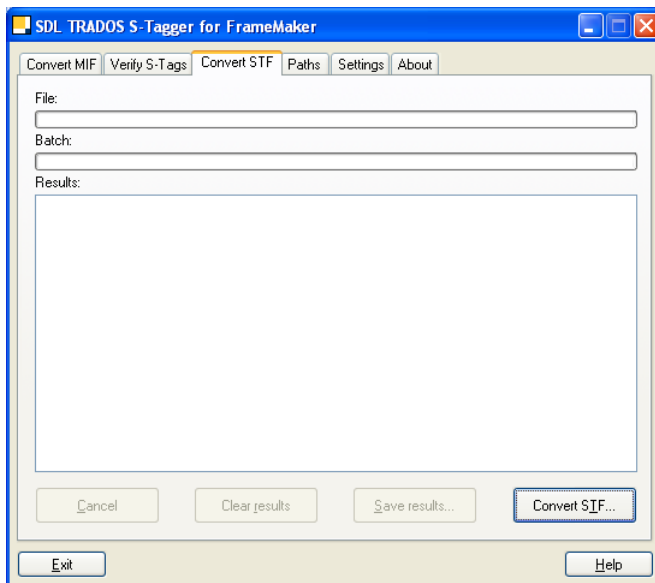 SDL TRADOS S-Tagger for FrameMaker
Convert MIF Verify S-Tags Convert STF Paths Settings About
File:
Batch:
Results:
Cancel Clear results Save results... Convert STF...
Exit Help